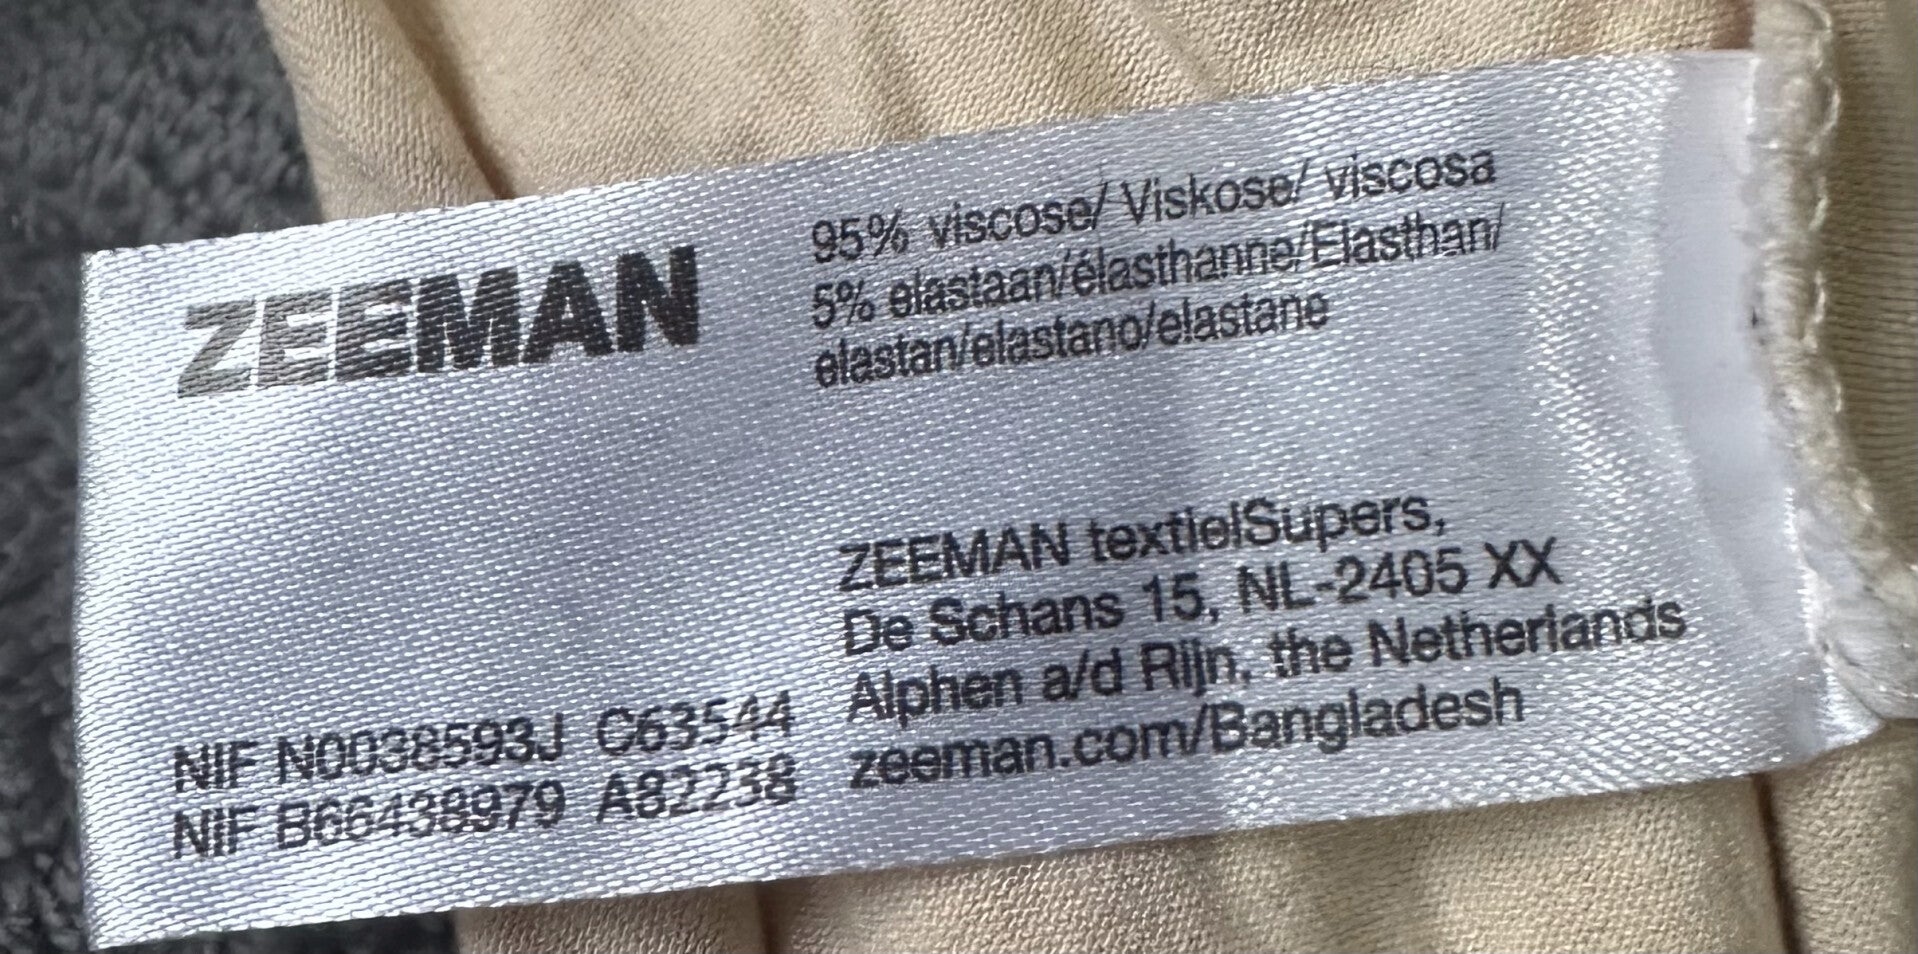 ZEEMAN
95% viscose/ Viskose/ viscosa
5% elastaan/élasthanne/Elasthan/
elastan/elastano/elastane
ZEEMAN textielSupers,
De Schans 15, NL-2405 XX
Alphen a/d Rijn, the Netherlands
zeeman.com/Bangladesh
NIF N0038593J C63544
NIF B66438979 A82238